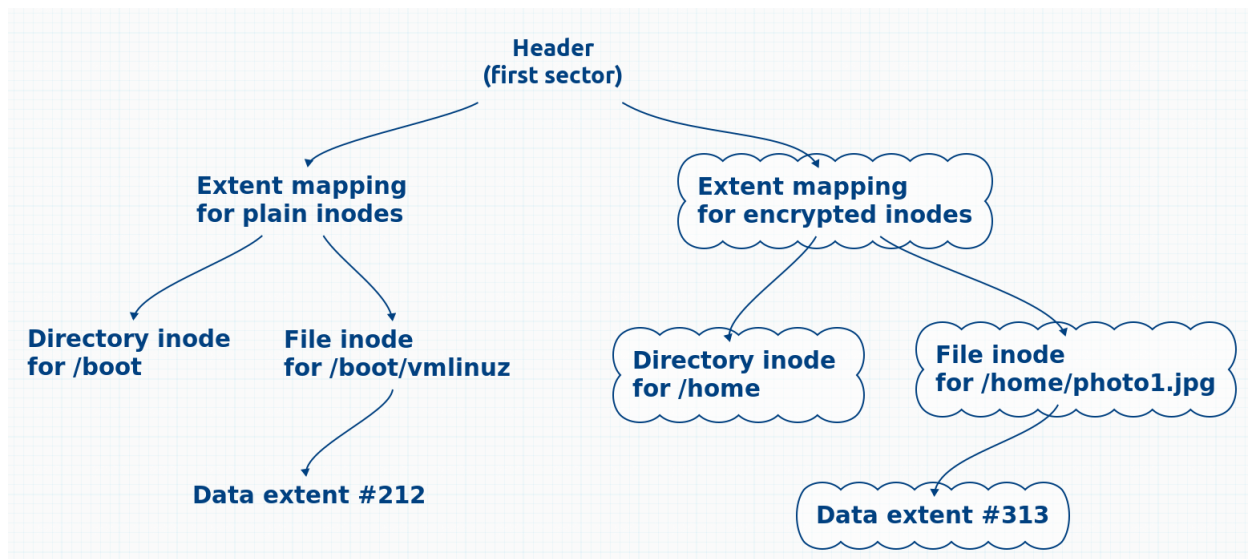 Header
(first sector)
Extent mapping
for plain inodes
Extent mapping
for encrypted inodes
Directory inode
for /boot
File inode
for /boot/vmlinuz
Directory inode
for /home
File inode
for /home/photo1.jpg
Data extent #212
Data extent #313